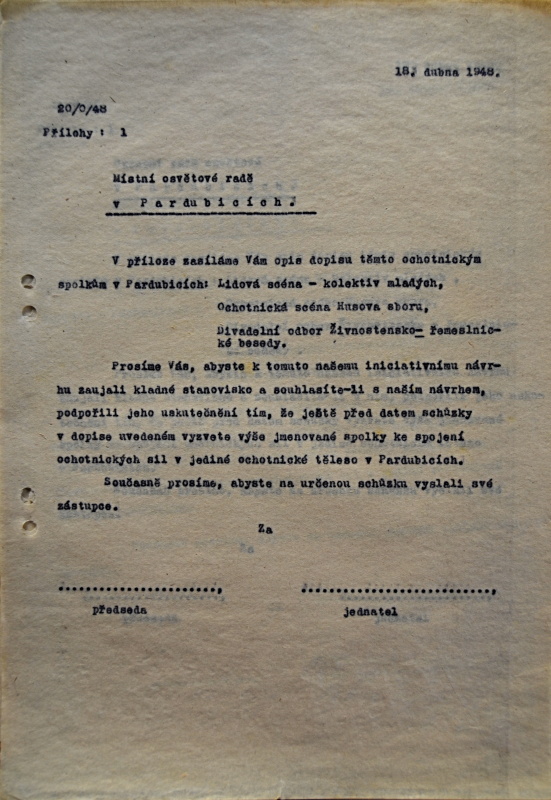 18. dubna 1948.
20/0/48
Přílohy : 1
Místní osvětové radě
v Pardubicích.
V příloze zasíláme Vám opis dopisu těmto ochotnickým
spolkům v Pardubicích: Lidová scéna - kolektiv mladých,
Ochotnická scéna Husova sboru,
Divadelní odbor Živnostensko- řemeslnic-
ké besedy.
Prosíme Vás, abyste k tomuto našemu iniciativnímu návr-
hu zaujali kladné stanovisko a souhlasíte-li s naším návrhem,
podpořili jeho uskutečnění tím, že ještě před datem schůzky
v dopise uvedeném vyzvete výše jmenované spolky ke spojení
ochotnických sil v jediné ochotnické těleso v Pardubicích.
Současně prosíme, abyste na určenou schůzku vyslali své
zástupce.
Za
........................, ............................,
předseda jednatel